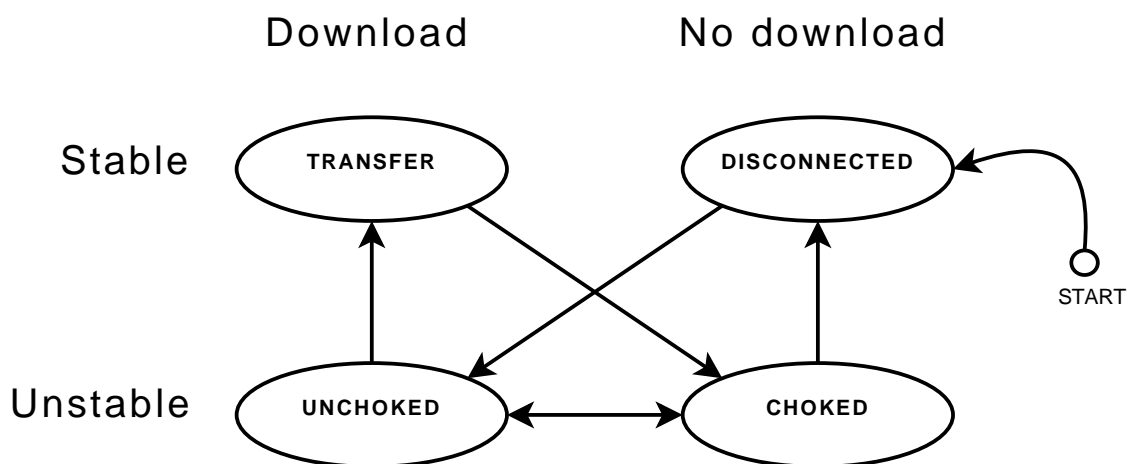 Download No download
Stable TRANSFER DISCONNECTED
START
Unstable UNCHOKED CHOKED